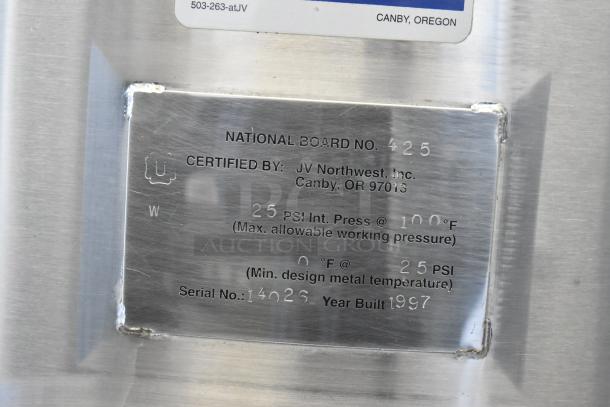 503-263-atJV
CANBY, OREGON
NATIONAL BOARD NO. 425
U
CERTIFIED BY: JV Northwest, Inc.
Canby, OR 97013
W
25 PSI Int. Press @ 100°F
(Max. allowable working pressure)
AUCTION GROUP
0 °F @ 25 PSI
(Min. design metal temperature)
Serial No.: 14026 Year Built 1997